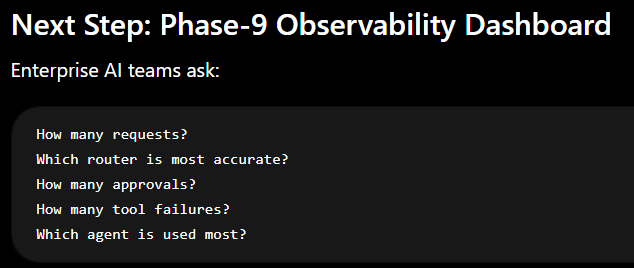 Next Step: Phase-9 Observability Dashboard
Enterprise AI teams ask:
How many requests?
Which router is most accurate?
How many approvals?
How many tool failures?
Which agent is used most?